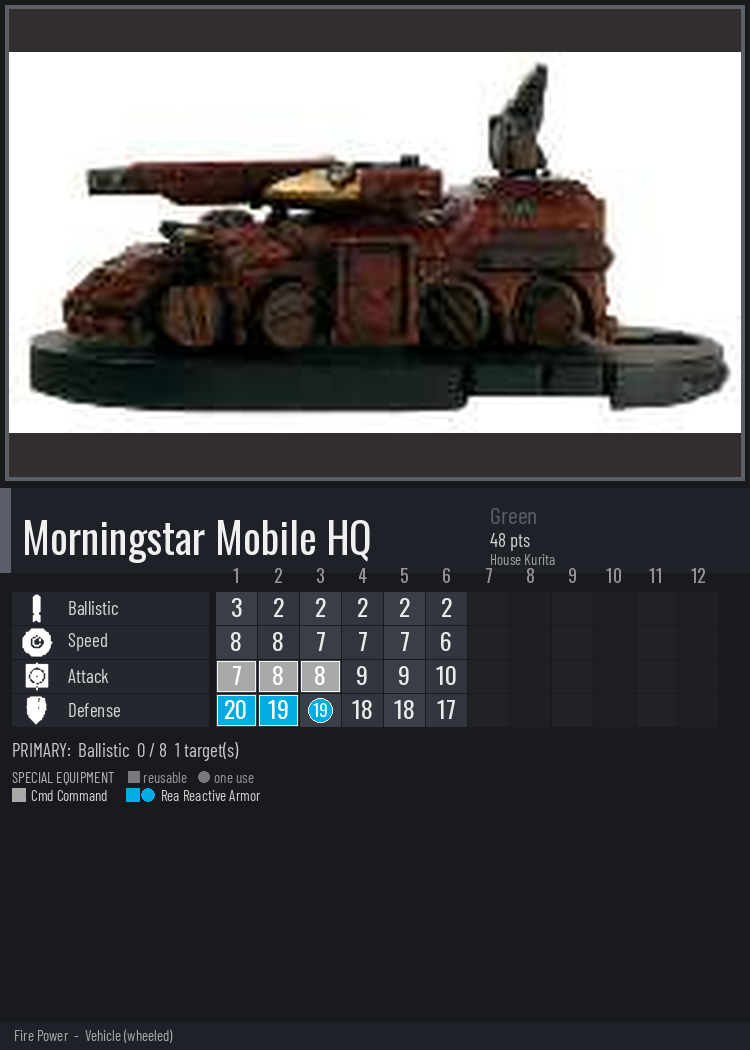 Morningstar Mobile HQ
Green
48 pts
House Kurita
1 2 3 4 5 6 7 8 9 10 11 12
Ballistic 3 2 2 2 2 2
Speed 8 8 7 7 7 6
Attack 7 8 8 9 9 10
Defense 20 19 19 18 18 17
PRIMARY: Ballistic 0 / 8 1 target(s)
SPECIAL EQUIPMENT reusable one use
Cmd Command Rea Reactive Armor
Fire Power - Vehicle (wheeled)